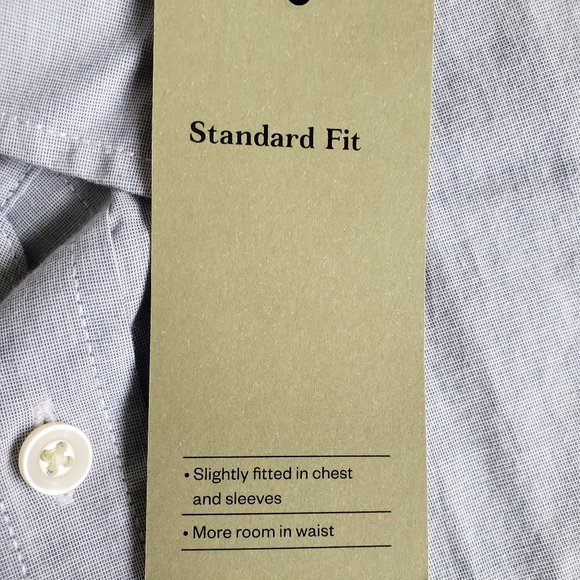 Standard Fit
• Slightly fitted in chest
and sleeves
• More room in waist